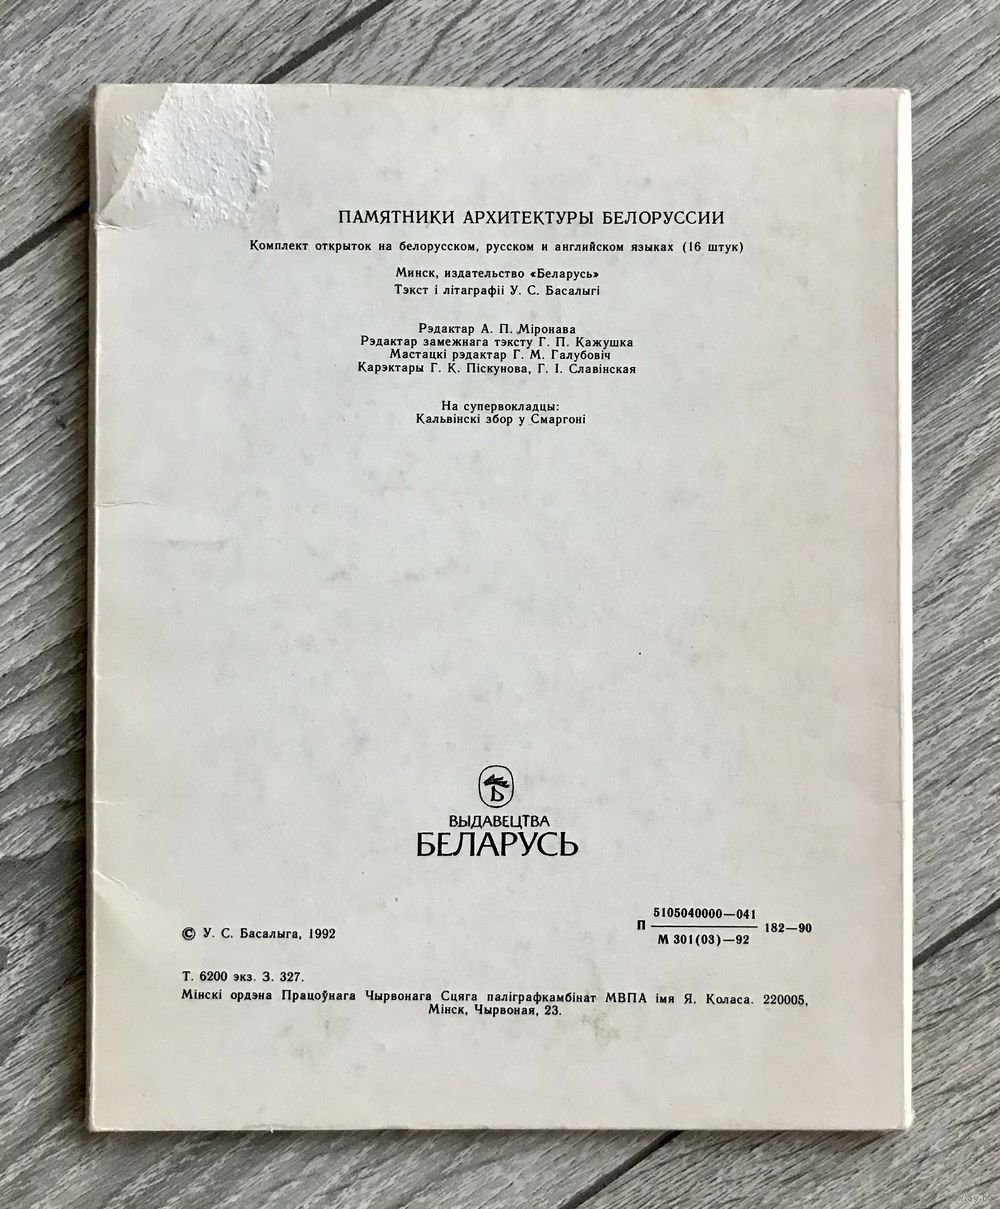 ПАМЯТНИКИ АРХИТЕКТУРЫ БЕЛОРУССИИ
Комплект открыток на белорусском, русском и английском языках (16 штук)
Минск, издательство «Беларусь»
Тэкст і літаграфіі У. С. Басалыгі
Рэдактар А. П. Міронава
Рэдактар замежнага тэксту Г. П. Кажушка
Мастацкі рэдактар Г. М. Галубовіч
Карэктары Г. К. Піскунова, Г. І. Славінская
На супервокладцы:
Кальвінскі збор у Смаргоні
Б
ВЫДАВЕЦТВА
БЕЛАРУСЬ
© У. С. Басалыга, 1992
П 5105040000—041 182—90
М 301(03)—92
Т. 6200 экз. З. 327.
Мінскі ордэна Працоўнага Чырвонага Сцяга паліграфкамбінат МВПА імя Я. Коласа. 220005,
Мінск, Чырвоная, 23.